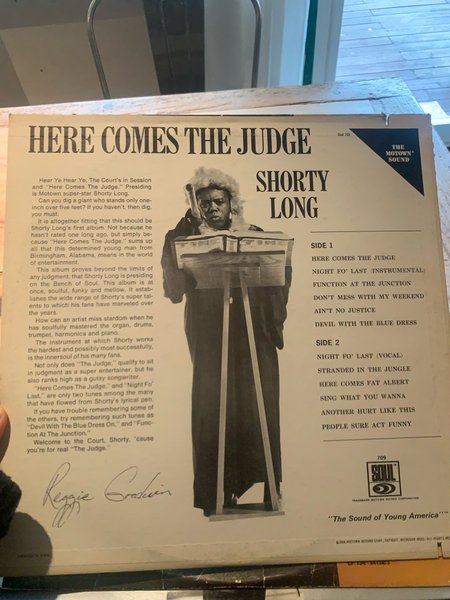 HERE COMES THE JUDGE
Soul 709
THE
MOTOWN
SOUND
SHORTY
LONG
Hear Ye Hear Ye, The Court's in Session
and "Here Comes The Judge." Presiding
is Motown super-star Shorty Long.
Can you dig a giant who stands only one-
inch over five feet? If you haven't, then dig,
you must.
It is altogether fitting that this should be
Shorty Long's first album. Not because he
hasn't rated one long ago, but simply be-
cause "Here Comes The Judge," sums up
all that this determined young man from
Birmingham, Alabama, means in the world
of entertainment.
This album proves beyond the limits of
any judgment, that Shorty Long is presiding
on the Bench of Soul. This album is at
once, soulful, funky and mellow. It estab-
lishes the wide range of Shorty's super tal-
ents to which his fans have marveled over
the years.
How can an artist miss stardom when he
has soulfully mastered the organ, drums,
trumpet, harmonica and piano.
The instrument at which Shorty works
the hardest and possibly most successfully,
is the innersoul of his many fans.
Not only does "The Judge," qualify to sit
in judgment as a super entertainer, but he
also ranks high as a gutsy songwriter.
"Here Comes The Judge," and "Night Fo'
Last," are only two tunes among the many
that have flowed from Shorty's lyrical pen.
If you have trouble remembering some of
the others, try remembering such tunes as
"Devil With The Blue Dress On," and "Func-
tion At The Junction."
Welcome to the Court, Shorty, 'cause
you're for real "The Judge."
Reggie Goodwin
SIDE 1
HERE COMES THE JUDGE
NIGHT FO' LAST (INSTRUMENTAL)
FUNCTION AT THE JUNCTION
DON'T MESS WITH MY WEEKEND
AIN'T NO JUSTICE
DEVIL WITH THE BLUE DRESS
SIDE 2
NIGHT FO' LAST (VOCAL)
STRANDED IN THE JUNGLE
HERE COMES FAT ALBERT
SING WHAT YOU WANNA
ANOTHER HURT LIKE THIS
PEOPLE SURE ACT FUNNY
709
SOUL
TRADEMARK MOTOWN RECORD CORPORATION
"The Sound of Young America"
MOTOWN RECORD CORP., DETROIT, MICHIGAN